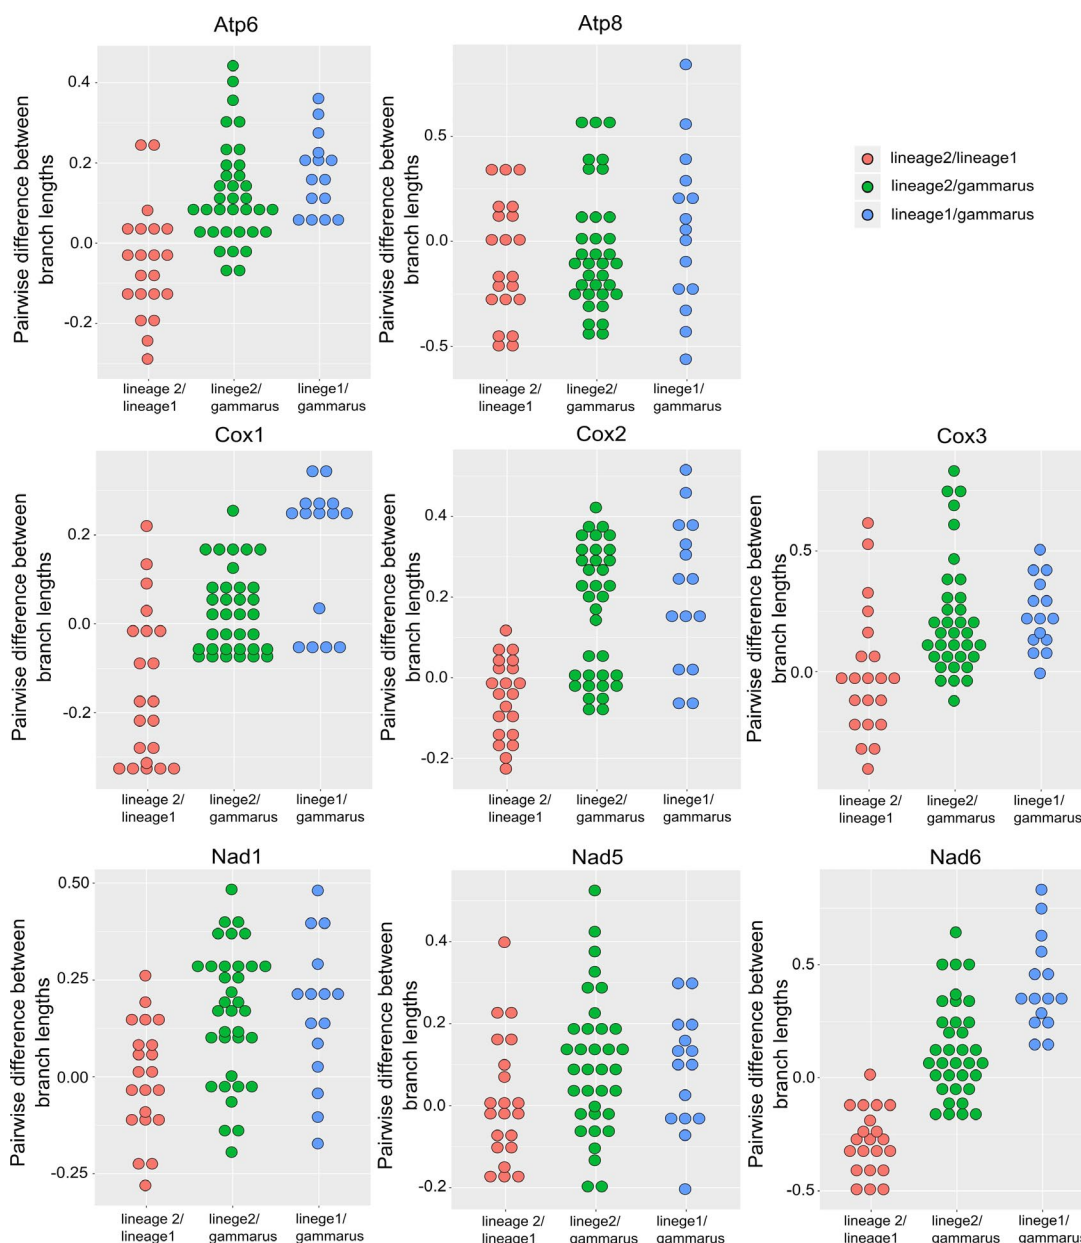 Atp6
Atp8
Pairwise difference between
branch lengths
0.4
0.2
0.0
-0.2
lineage 2/
lineage1
linege2/
gammarus
linege1/
gammarus
Pairwise difference between
branch lengths
0.5
0.0
-0.5
lineage 2/
lineage1
linege2/
gammarus
linege1/
gammarus
lineage2/lineage1
lineage2/gammarus
lineage1/gammarus
Cox1
Cox2
Cox3
Pairwise difference between
branch lengths
0.2
0.0
-0.2
lineage 2/
lineage1
linege2/
gammarus
linege1/
gammarus
Pairwise difference between
branch lengths
0.4
0.2
0.0
-0.2
lineage 2/
lineage1
linege2/
gammarus
linege1/
gammarus
Pairwise difference between
branch lengths
0.5
0.0
lineage 2/
lineage1
linege2/
gammarus
linege1/
gammarus
Nad1
Nad5
Nad6
Pairwise difference between
branch lengths
0.50
0.25
0.00
-0.25
lineage 2/
lineage1
linege2/
gammarus
linege1/
gammarus
Pairwise difference between
branch lengths
0.4
0.2
0.0
-0.2
lineage 2/
lineage1
linege2/
gammarus
linege1/
gammarus
Pairwise difference between
branch lengths
0.5
0.0
-0.5
lineage 2/
lineage1
linege2/
gammarus
linege1/
gammarus